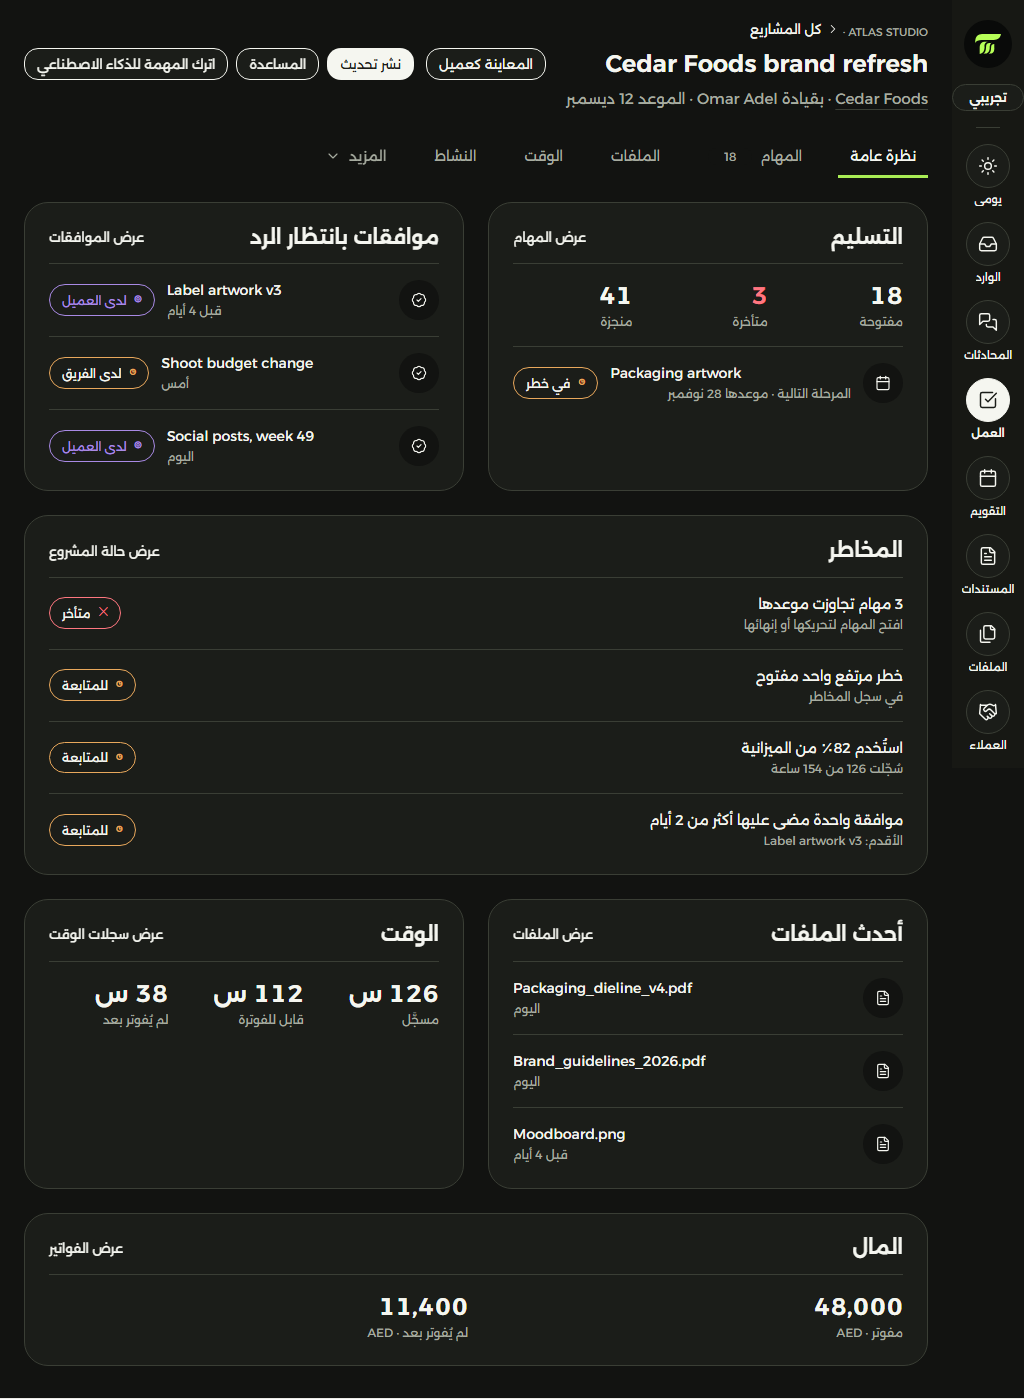 ATLAS STUDIO · كل المشاريع
Cedar Foods brand refresh
Cedar Foods · بقيادة Omar Adel · الموعد 12 ديسمبر
المعاينة كعميل
نشر تحديث
المساعدة
اترك المهمة للذكاء الاصطناعي
تجريبي
يومي
الوارد
المحادثات
العمل
التقويم
المستندات
الملفات
العملاء
نظرة عامة
المهام 18
الملفات
الوقت
النشاط
المزيد
التسليم
عرض المهام
18
مفتوحة
3
متأخرة
41
منجزة
Packaging artwork
المرحلة التالية · موعدها 28 نوفمبر
في خطر
موافقات بانتظار الرد
عرض الموافقات
Label artwork v3
قبل 4 أيام
لدى العميل
Shoot budget change
أمس
لدى الفريق
Social posts, week 49
اليوم
لدى العميل
المخاطر
عرض حالة المشروع
3 مهام تجاوزت موعدها
افتح المهام لتحريكها أو إنهائها
متأخر
خطر مرتفع واحد مفتوح
في سجل المخاطر
للمتابعة
استُخدم 82٪ من الميزانية
سُجّلت 126 من 154 ساعة
للمتابعة
موافقة واحدة مضى عليها أكثر من 2 أيام
الأقدم: Label artwork v3
للمتابعة
أحدث الملفات
عرض الملفات
Packaging_dieline_v4.pdf
اليوم
Brand_guidelines_2026.pdf
اليوم
Moodboard.png
قبل 4 أيام
الوقت
عرض سجلات الوقت
126 س
مسجَّل
112 س
قابل للفوترة
38 س
لم يُفوتر بعد
المال
عرض الفواتير
48,000
مفوتر · AED
11,400
لم يُفوتر بعد · AED